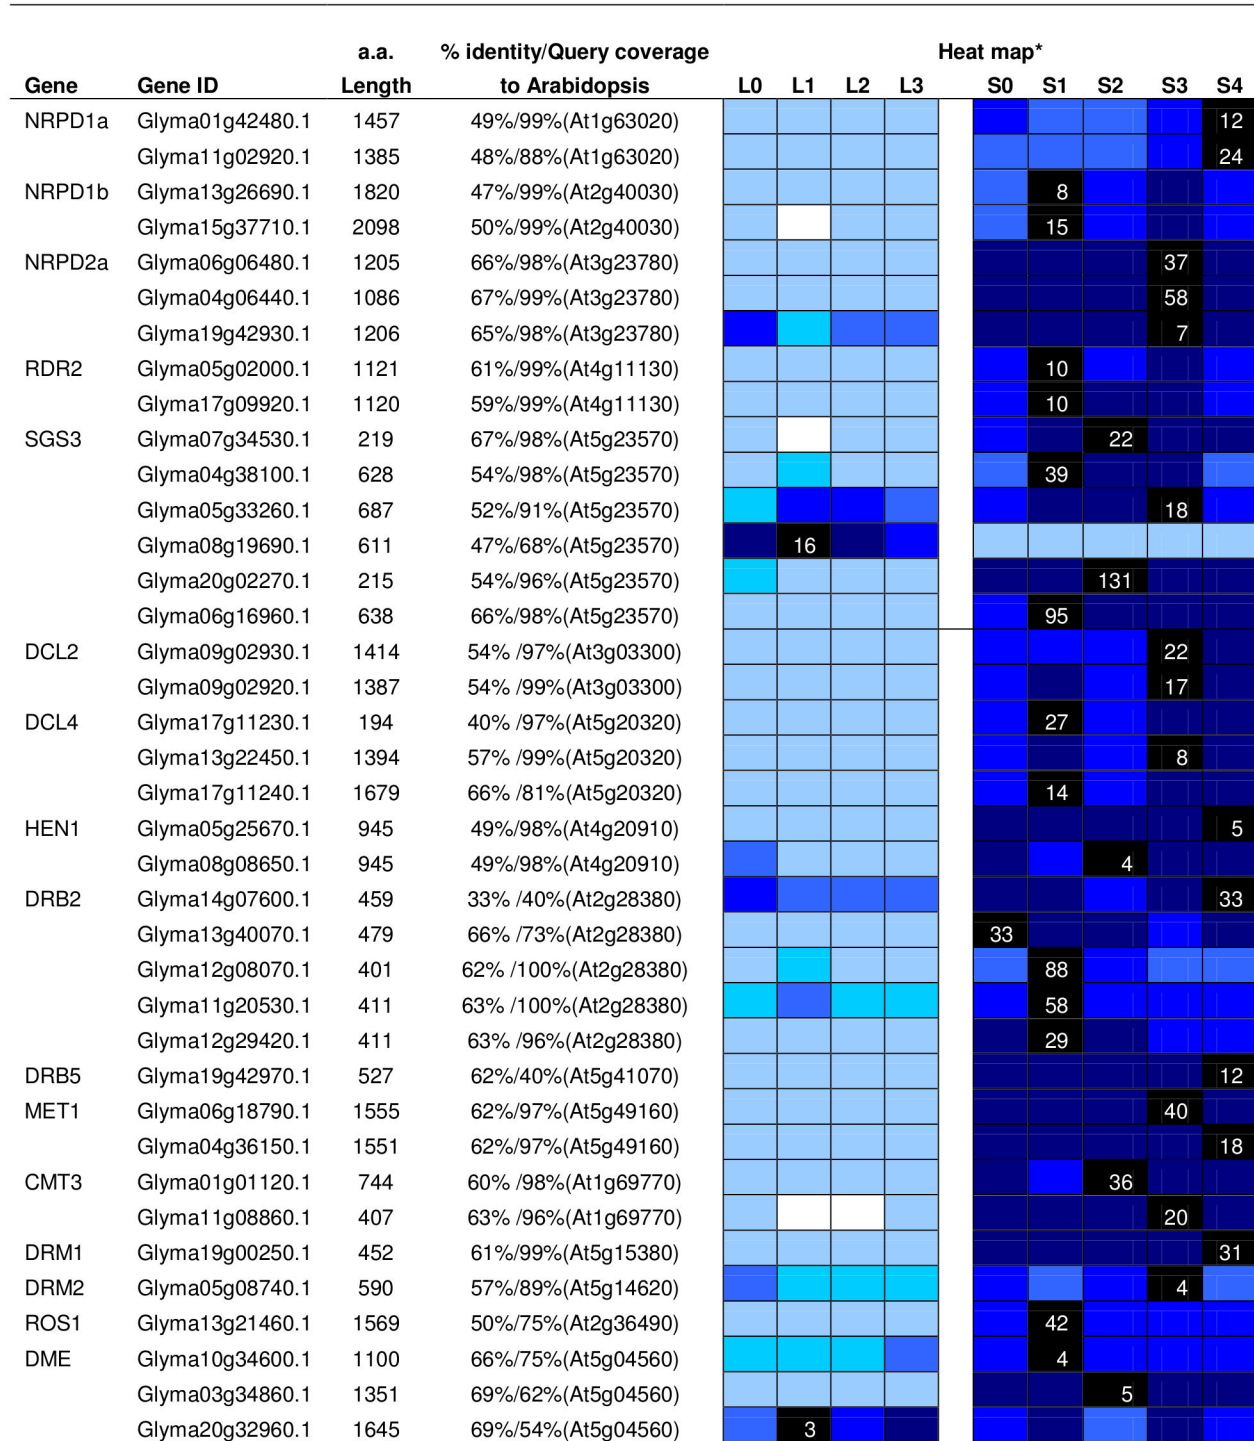 a.a. % identity/Query coverage Heat map*
Gene Gene ID Length to Arabidopsis L0 L1 L2 L3 S0 S1 S2 S3 S4
NRPD1a Glyma01g42480.1 1457 49%/99%(At1g63020) 12
Glyma11g02920.1 1385 48%/88%(At1g63020) 24
NRPD1b Glyma13g26690.1 1820 47%/99%(At2g40030) 8
Glyma15g37710.1 2098 50%/99%(At2g40030) 15
NRPD2a Glyma06g06480.1 1205 66%/98%(At3g23780) 37
Glyma04g06440.1 1086 67%/99%(At3g23780) 58
Glyma19g42930.1 1206 65%/98%(At3g23780) 7
RDR2 Glyma05g02000.1 1121 61%/99%(At4g11130) 10
Glyma17g09920.1 1120 59%/99%(At4g11130) 10
SGS3 Glyma07g34530.1 219 67%/98%(At5g23570) 22
Glyma04g38100.1 628 54%/98%(At5g23570) 39
Glyma05g33260.1 687 52%/91%(At5g23570) 18
Glyma08g19690.1 611 47%/68%(At5g23570) 16
Glyma20g02270.1 215 54%/96%(At5g23570) 131
Glyma06g16960.1 638 66%/98%(At5g23570) 95
DCL2 Glyma09g02930.1 1414 54% /97%(At3g03300) 22
Glyma09g02920.1 1387 54% /99%(At3g03300) 17
DCL4 Glyma17g11230.1 194 40% /97%(At5g20320) 27
Glyma13g22450.1 1394 57% /99%(At5g20320) 8
Glyma17g11240.1 1679 66% /81%(At5g20320) 14
HEN1 Glyma05g25670.1 945 49%/98%(At4g20910) 5
Glyma08g08650.1 945 49%/98%(At4g20910) 4
DRB2 Glyma14g07600.1 459 33% /40%(At2g28380) 33
Glyma13g40070.1 479 66% /73%(At2g28380) 33
Glyma12g08070.1 401 62% /100%(At2g28380) 88
Glyma11g20530.1 411 63% /100%(At2g28380) 58
Glyma12g29420.1 411 63% /96%(At2g28380) 29
DRB5 Glyma19g42970.1 527 62%/40%(At5g41070) 12
MET1 Glyma06g18790.1 1555 62%/97%(At5g49160) 40
Glyma04g36150.1 1551 62%/97%(At5g49160) 18
CMT3 Glyma01g01120.1 744 60% /98%(At1g69770) 36
Glyma11g08860.1 407 63% /96%(At1g69770) 20
DRM1 Glyma19g00250.1 452 61%/99%(At5g15380) 31
DRM2 Glyma05g08740.1 590 57%/89%(At5g14620) 4
ROS1 Glyma13g21460.1 1569 50%/75%(At2g36490) 42
DME Glyma10g34600.1 1100 66%/75%(At5g04560) 4
Glyma03g34860.1 1351 69%/62%(At5g04560) 5
Glyma20g32960.1 1645 69%/54%(At5g04560) 3